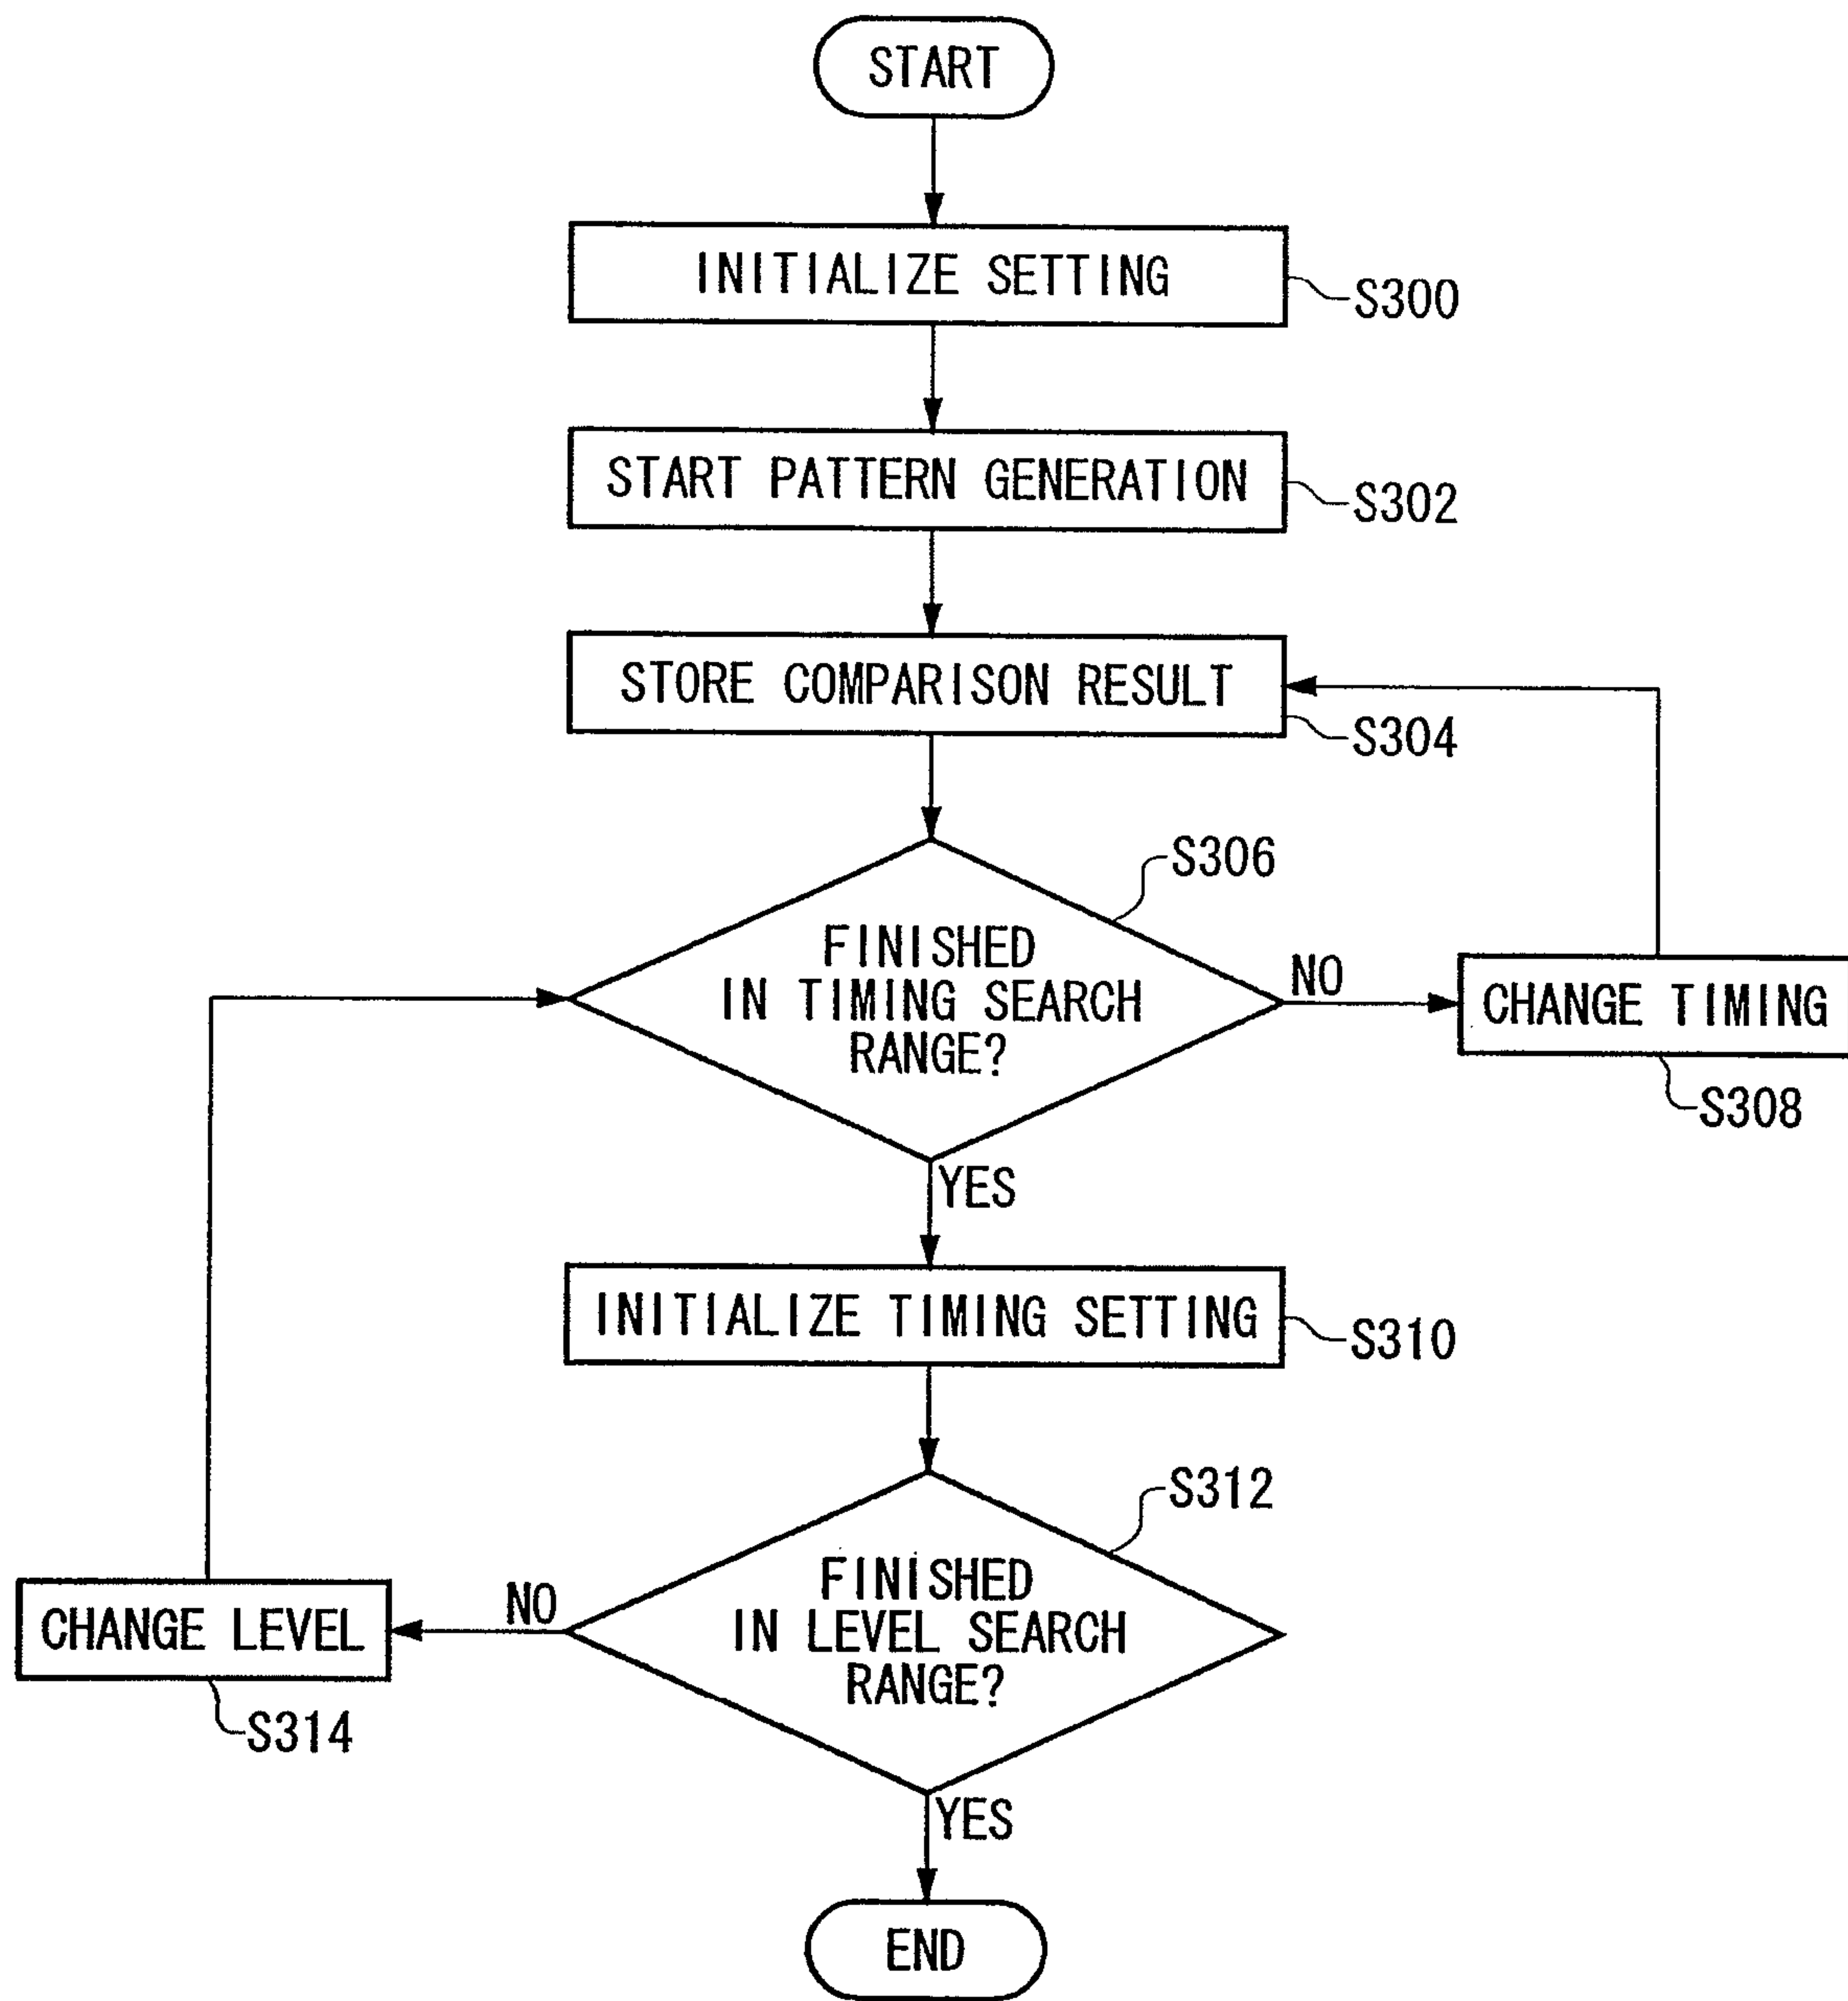 START
INITIALIZE SETTING
S300
START PATTERN GENERATION
S302
STORE COMPARISON RESULT
S304
S306
FINISHED
IN TIMING SEARCH
RANGE?
NO
CHANGE TIMING
S308
YES
INITIALIZE TIMING SETTING
S310
S312
FINISHED
IN LEVEL SEARCH
RANGE?
NO
CHANGE LEVEL
S314
YES
END